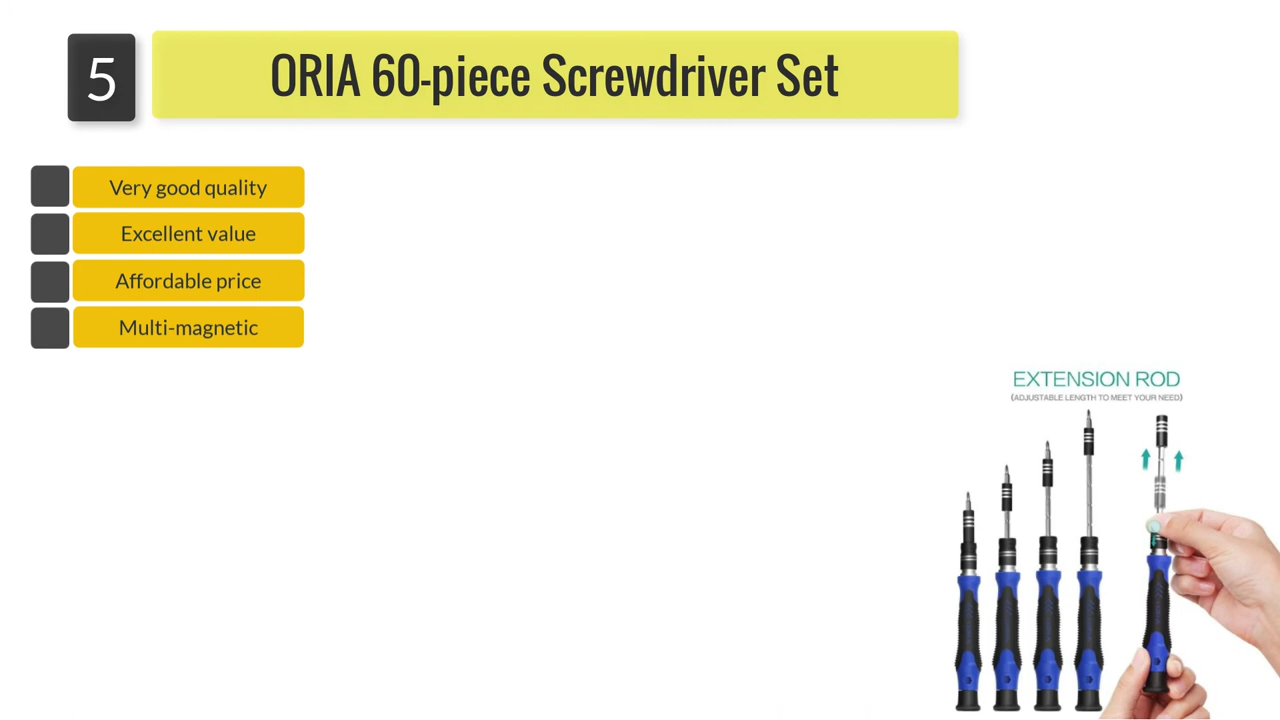 5
ORIA 60-piece Screwdriver Set
Very good quality
Excellent value
Affordable price
Multi-magnetic
EXTENSION ROD
(ADJUSTABLE LENGTH TO MEET YOUR NEED)